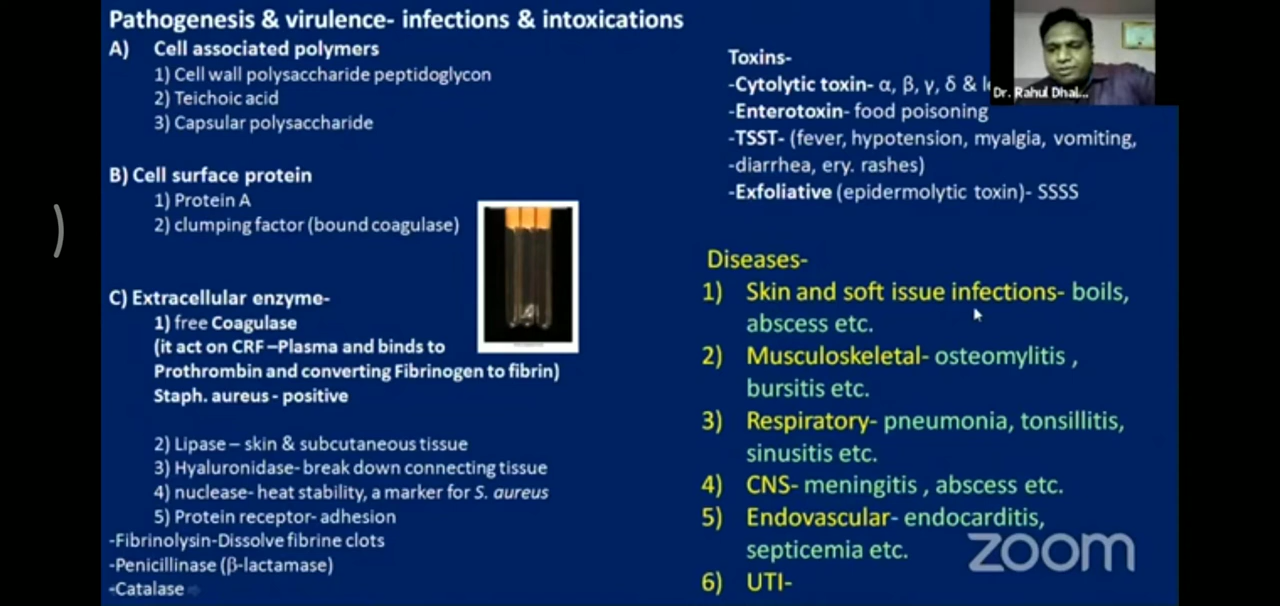 Pathogenesis & virulence- infections & intoxications
A) Cell associated polymers
1) Cell wall polysaccharide peptidoglycon
2) Teichoic acid
3) Capsular polysaccharide
B) Cell surface protein
1) Protein A
2) clumping factor (bound coagulase)
C) Extracellular enzyme-
1) free Coagulase
(it act on CRF –Plasma and binds to
Prothrombin and converting Fibrinogen to fibrin)
Staph. aureus - positive
2) Lipase – skin & subcutaneous tissue
3) Hyaluronidase- break down connecting tissue
4) nuclease- heat stability, a marker for S. aureus
5) Protein receptor- adhesion
-Fibrinolysin-Dissolve fibrine clots
-Penicillinase (β-lactamase)
-Catalase
Toxins-
-Cytolytic toxin- α, β, γ, δ &
-Enterotoxin- food poisoning
-TSST- (fever, hypotension, myalgia, vomiting,
-diarrhea, ery. rashes)
-Exfoliative (epidermolytic toxin)- SSSS
Diseases-
1) Skin and soft issue infections- boils,
abscess etc.
2) Musculoskeletal- osteomylitis ,
bursitis etc.
3) Respiratory- pneumonia, tonsillitis,
sinusitis etc.
4) CNS- meningitis , abscess etc.
5) Endovascular- endocarditis,
septicemia etc.
6) UTI-
Dr. Rahul Dhal...
zoom